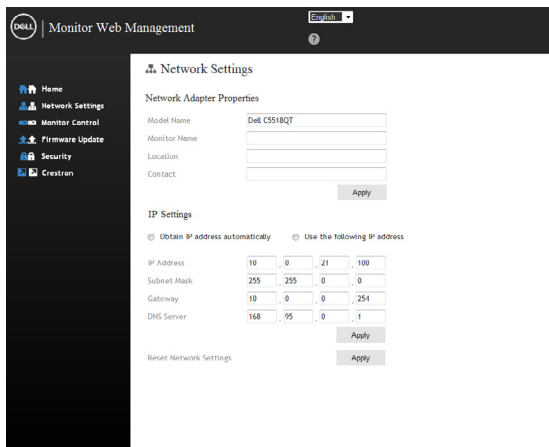 DELL Monitor Web Management English
?
Network Settings
Home
Network Settings
Monitor Control
Firmware Update
Security
Crestron
Network Adapter Properties
Model Name Dell C5518QT
Monitor Name
Location
Contact
Apply
IP Settings
Obtain IP address automatically Use the following IP address
IP Address 10 . 0 . 21 . 100
Subnet Mask 255 . 255 . 0 . 0
Gateway 10 . 0 . 0 . 254
DNS Server 168 . 95 . 0 . 1
Apply
Reset Network Settings Apply